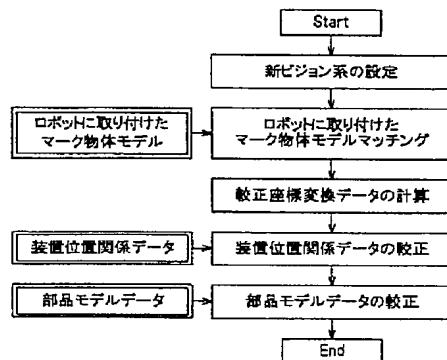 Start
新ビジョン系の設定
ロボットに取り付けた
マーク物体モデル
ロボットに取り付けた
マーク物体モデルマッチング
較正座標変換データの計算
装置位置関係データ
装置位置関係データの較正
部品モデルデータ
部品モデルデータの較正
End